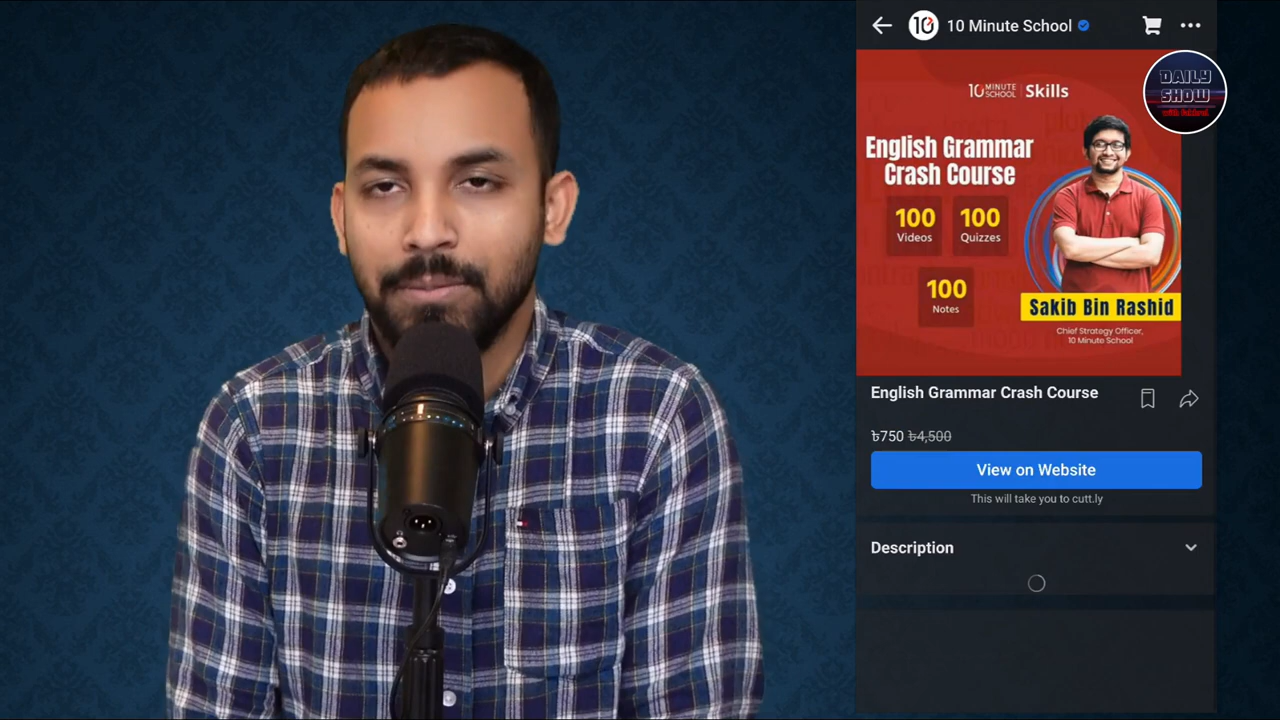 10 Minute School
DAILY
SHOW
10 MINUTE SCHOOL | Skills
English Grammar
Crash Course
100
Videos
100
Quizzes
100
Notes
Sakib Bin Rashid
Chief Strategy Officer,
10 Minute School
English Grammar Crash Course
৳750 ৳4,500
View on Website
This will take you to cutt.ly
Description